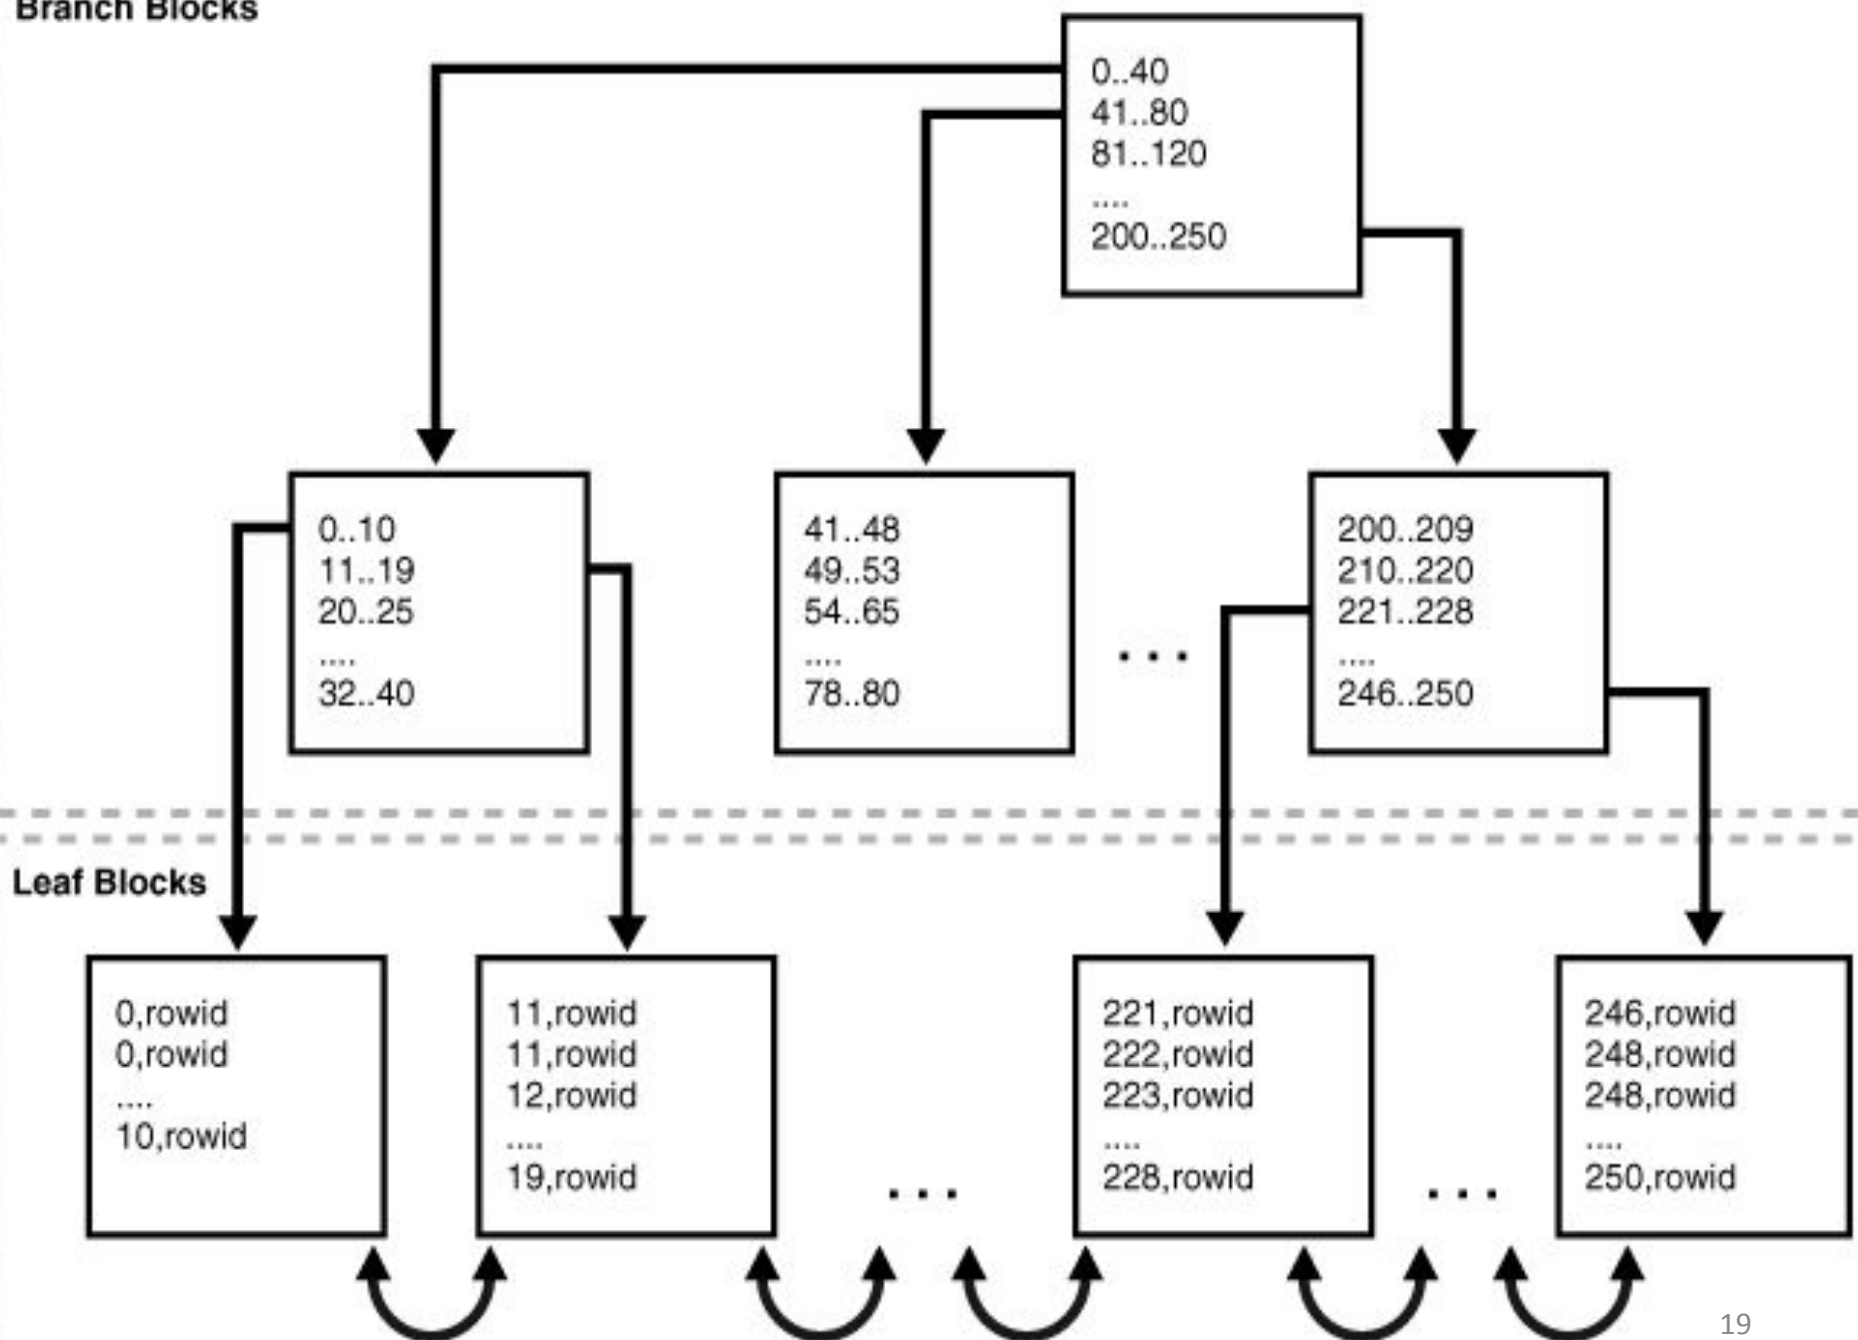 Branch Blocks
0..40
41..80
81..120
....
200..250
0..10
11..19
20..25
....
32..40
41..48
49..53
54..65
....
78..80
...
200..209
210..220
221..228
....
246..250
Leaf Blocks
0,rowid
0,rowid
....
10,rowid
11,rowid
11,rowid
12,rowid
....
19,rowid
...
221,rowid
222,rowid
223,rowid
....
228,rowid
...
246,rowid
248,rowid
248,rowid
....
250,rowid
19